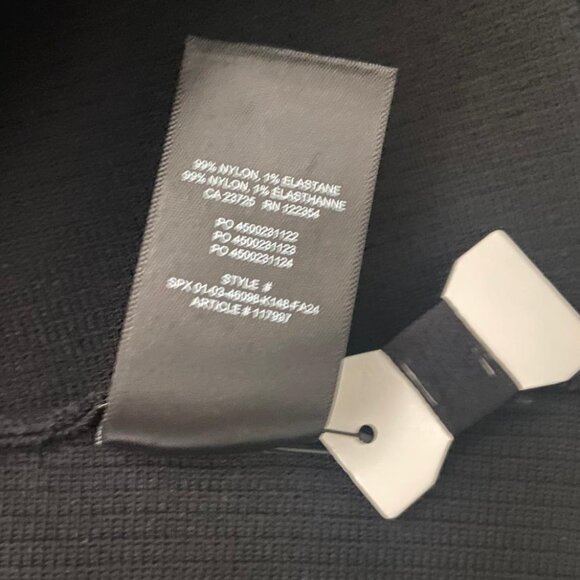 99% NYLON, 1% ELASTANE
99% NYLON, 1% ÉLASTHANNE
CA 23725 RN 122354
PO 4500231122
PO 4500231123
PO 4500231124
STYLE #
SPX 01-03-46098-K148-FA24
ARTICLE # 117997